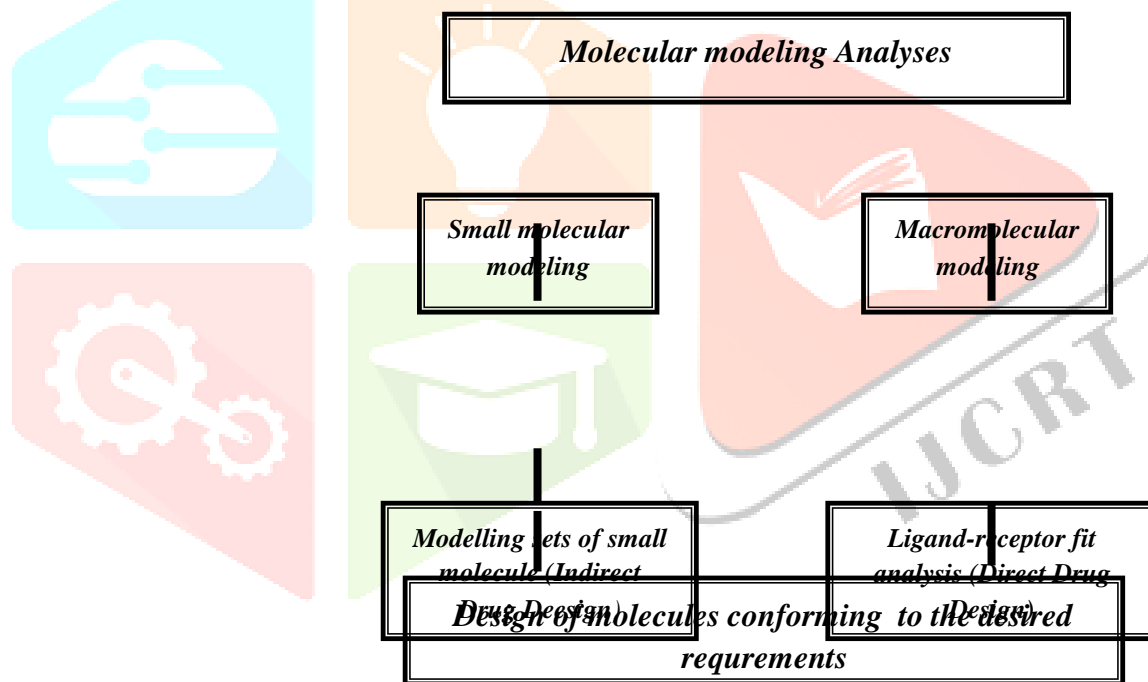 Molecular modeling Analyses
Small molecular
modeling
Macromolecular
modeling
IJCRT
Modelling sets of small
molecule (Indirect
Drug Deesign)
Ligand-receptor fit
analysis (Direct Drug
Design)
Design of molecules conforming to the desired
requrements